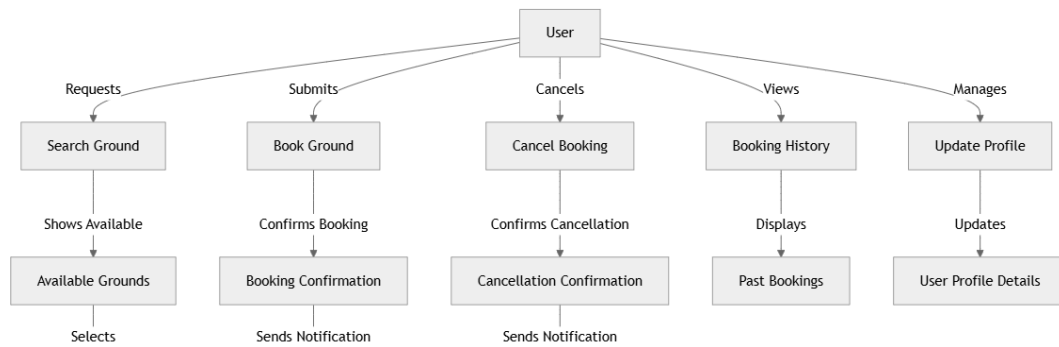 User
Requests
Submits
Cancels
Views
Manages
Search Ground
Book Ground
Cancel Booking
Booking History
Update Profile
Shows Available
Confirms Booking
Confirms Cancellation
Displays
Updates
Available Grounds
Booking Confirmation
Cancellation Confirmation
Past Bookings
User Profile Details
Selects
Sends Notification
Sends Notification